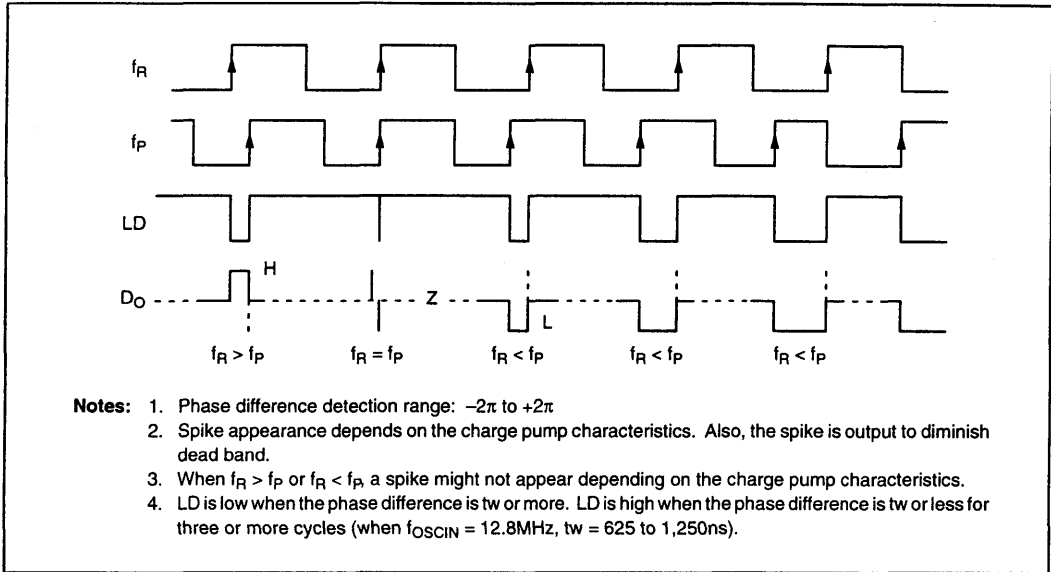 fR
fP
LD
H
DO
Z
L
fR > fP
fR = fP
fR < fP
fR < fP
fR < fP
Notes: 1. Phase difference detection range: −2π to +2π
2. Spike appearance depends on the charge pump characteristics. Also, the spike is output to diminish
dead band.
3. When fR > fP or fR < fP, a spike might not appear depending on the charge pump characteristics.
4. LD is low when the phase difference is tw or more. LD is high when the phase difference is tw or less for
three or more cycles (when fOSCIN = 12.8MHz, tw = 625 to 1,250ns).